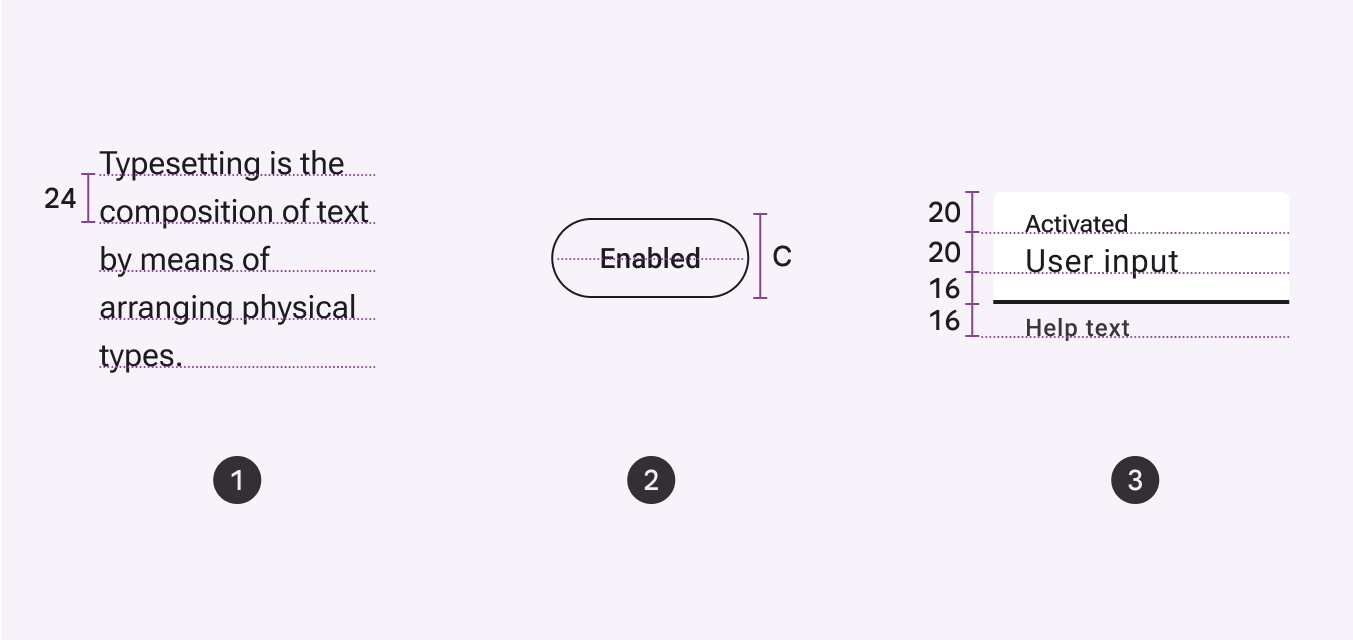 Typesetting is the
24
composition of text
by means of
arranging physical
types.
1
Enabled
C
2
20
Activated
20
User input
16
16
Help text
3